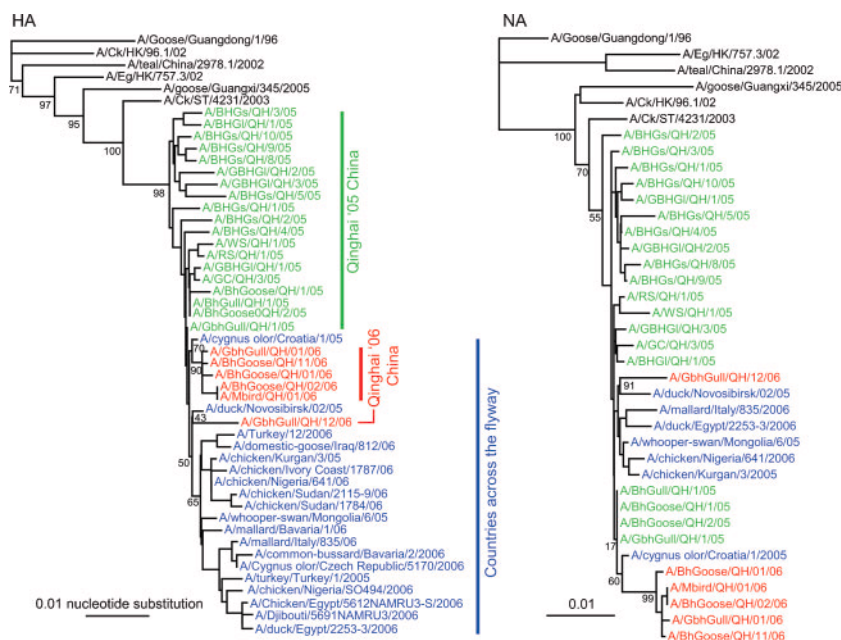 HA
A/Goose/Guangdong/1/96
A/Ck/HK/96.1/02
A/teal/China/2978.1/2002
71
A/Eg/HK/757.3/02
97
A/goose/Guangxi/345/2005
95
A/Ck/ST/4231/2003
100
A/BHGs/QH/3/05
A/BHGl/QH/1/05
A/BHGs/QH/10/05
A/BHGs/QH/9/05
A/BHGs/QH/8/05
A/GBHGl/QH/2/05
A/GBHGl/QH/3/05
98
A/BHGs/QH/5/05
A/BHGs/QH/1/05
A/BHGs/QH/2/05
A/BHGs/QH/4/05
A/WS/QH/1/05
A/RS/QH/1/05
A/GBHGl/QH/1/05
A/GC/QH/3/05
A/BhGoose/QH/1/05
A/BhGull/QH/1/05
A/BhGoose0QH/2/05
A/GbhGull/QH/1/05
Qinghai '05 China
A/cygnus olor/Croatia/1/05
70
A/GbhGull/QH/01/06
A/BhGoose/QH/11/06
90
A/BhGoose/QH/01/06
A/BhGoose/QH/02/06
A/Mbird/QH/01/06
Qinghai '06
China
A/duck/Novosibirsk/02/05
43
A/GbhGull/QH/12/06
A/Turkey/12/2006
A/domestic-goose/Iraq/812/06
50
A/chicken/Kurgan/3/05
A/chicken/Ivory Coast/1787/06
A/chicken/Nigeria/641/06
A/chicken/Sudan/2115-9/06
65
A/chicken/Sudan/1784/06
A/whooper-swan/Mongolia/6/05
A/mallard/Bavaria/1/06
A/mallard/Italy/835/06
A/common-bussard/Bavaria/2/2006
A/Cygnus olor/Czech Republic/5170/2006
A/turkey/Turkey/1/2005
A/chicken/Nigeria/SO494/2006
A/Chicken/Egypt/5612NAMRU3-S/2006
A/Djibouti/5691NAMRU3/2006
A/duck/Egypt/2253-3/2006
Countries across the flyway
0.01 nucleotide substitution
NA
A/Goose/Guangdong/1/96
A/Eg/HK/757.3/02
A/teal/China/2978.1/2002
A/goose/Guangxi/345/2005
A/Ck/HK/96.1/02
A/Ck/ST/4231/2003
100
A/BHGs/QH/2/05
A/BHGs/QH/3/05
70
A/BHGs/QH/1/05
A/BHGs/QH/10/05
A/GBHGl/QH/1/05
55
A/BHGs/QH/5/05
A/BHGs/QH/4/05
A/GBHGl/QH/2/05
A/BHGs/QH/8/05
A/BHGs/QH/9/05
A/RS/QH/1/05
A/WS/QH/1/05
A/GBHGl/QH/3/05
A/GC/QH/3/05
A/BHGl/QH/1/05
A/GbhGull/QH/12/06
91
A/duck/Novosibirsk/02/05
A/mallard/Italy/835/2006
A/duck/Egypt/2253-3/2006
A/whooper-swan/Mongolia/6/05
A/chicken/Nigeria/641/2006
A/chicken/Kurgan/3/2005
A/BhGull/QH/1/05
A/BhGoose/QH/1/05
A/BhGoose/QH/2/05
A/GbhGull/QH/1/05
17
A/cygnus olor/Croatia/1/2005
A/BhGoose/QH/01/06
60
A/Mbird/QH/01/06
99
A/BhGoose/QH/02/06
A/GbhGull/QH/01/06
A/BhGoose/QH/11/06
0.01